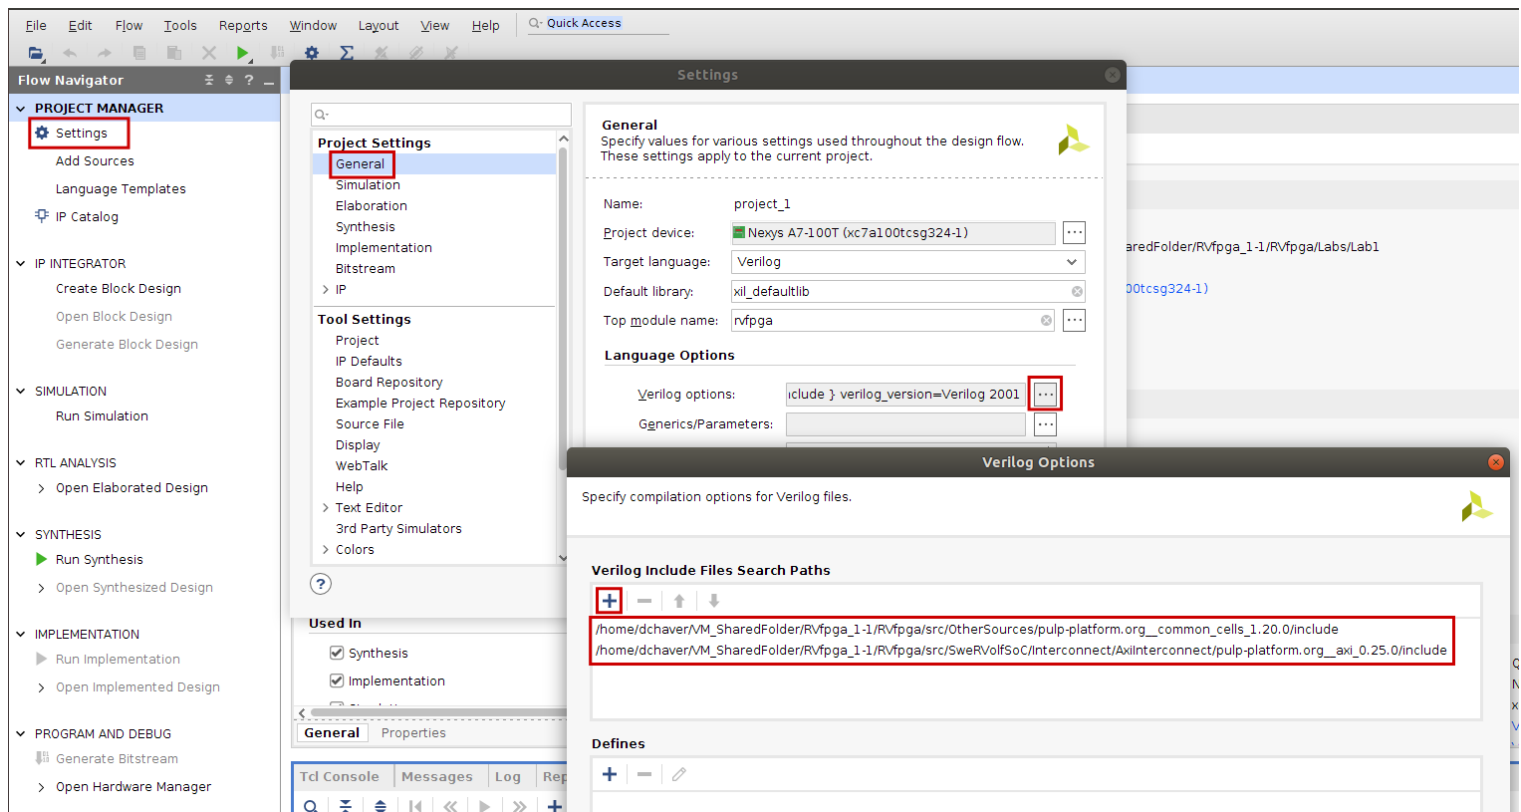 File Edit Flow Tools Reports Window Layout View Help Quick Access
Flow Navigator ?
PROJECT MANAGER
Settings
Add Sources
Language Templates
IP Catalog
IP INTEGRATOR
Create Block Design
Open Block Design
Generate Block Design
SIMULATION
Run Simulation
RTL ANALYSIS
Open Elaborated Design
SYNTHESIS
Run Synthesis
Open Synthesized Design
IMPLEMENTATION
Run Implementation
Open Implemented Design
PROGRAM AND DEBUG
Generate Bitstream
Open Hardware Manager
Settings
Project Settings
General
Simulation
Elaboration
Synthesis
Implementation
Bitstream
IP
Tool Settings
Project
IP Defaults
Board Repository
Example Project Repository
Source File
Display
WebTalk
Help
Text Editor
3rd Party Simulators
Colors
?
General
Specify values for various settings used throughout the design flow.
These settings apply to the current project.
Name: project_1
Project device: Nexys A7-100T (xc7a100tcsg324-1) ...
Target language: Verilog
Default library: xil_defaultlib
Top module name: rvfpga ...
Language Options
Verilog options: clude } verilog_version=Verilog 2001 ...
Generics/Parameters: ...
aredFolder/RVfpga_1-1/RVfpga/Labs/Lab1
00tcsg324-1)
Used In
Synthesis
Implementation
General Properties
Tcl Console Messages Log Rep
Verilog Options
Specify compilation options for Verilog files.
Verilog Include Files Search Paths
/home/dchaver/VM_SharedFolder/RVfpga_1-1/RVfpga/src/OtherSources/pulp-platform.org__common_cells_1.20.0/include
/home/dchaver/VM_SharedFolder/RVfpga_1-1/RVfpga/src/SweRVolfSoC/Interconnect/AxiInterconnect/pulp-platform.org__axi_0.25.0/include
Defines